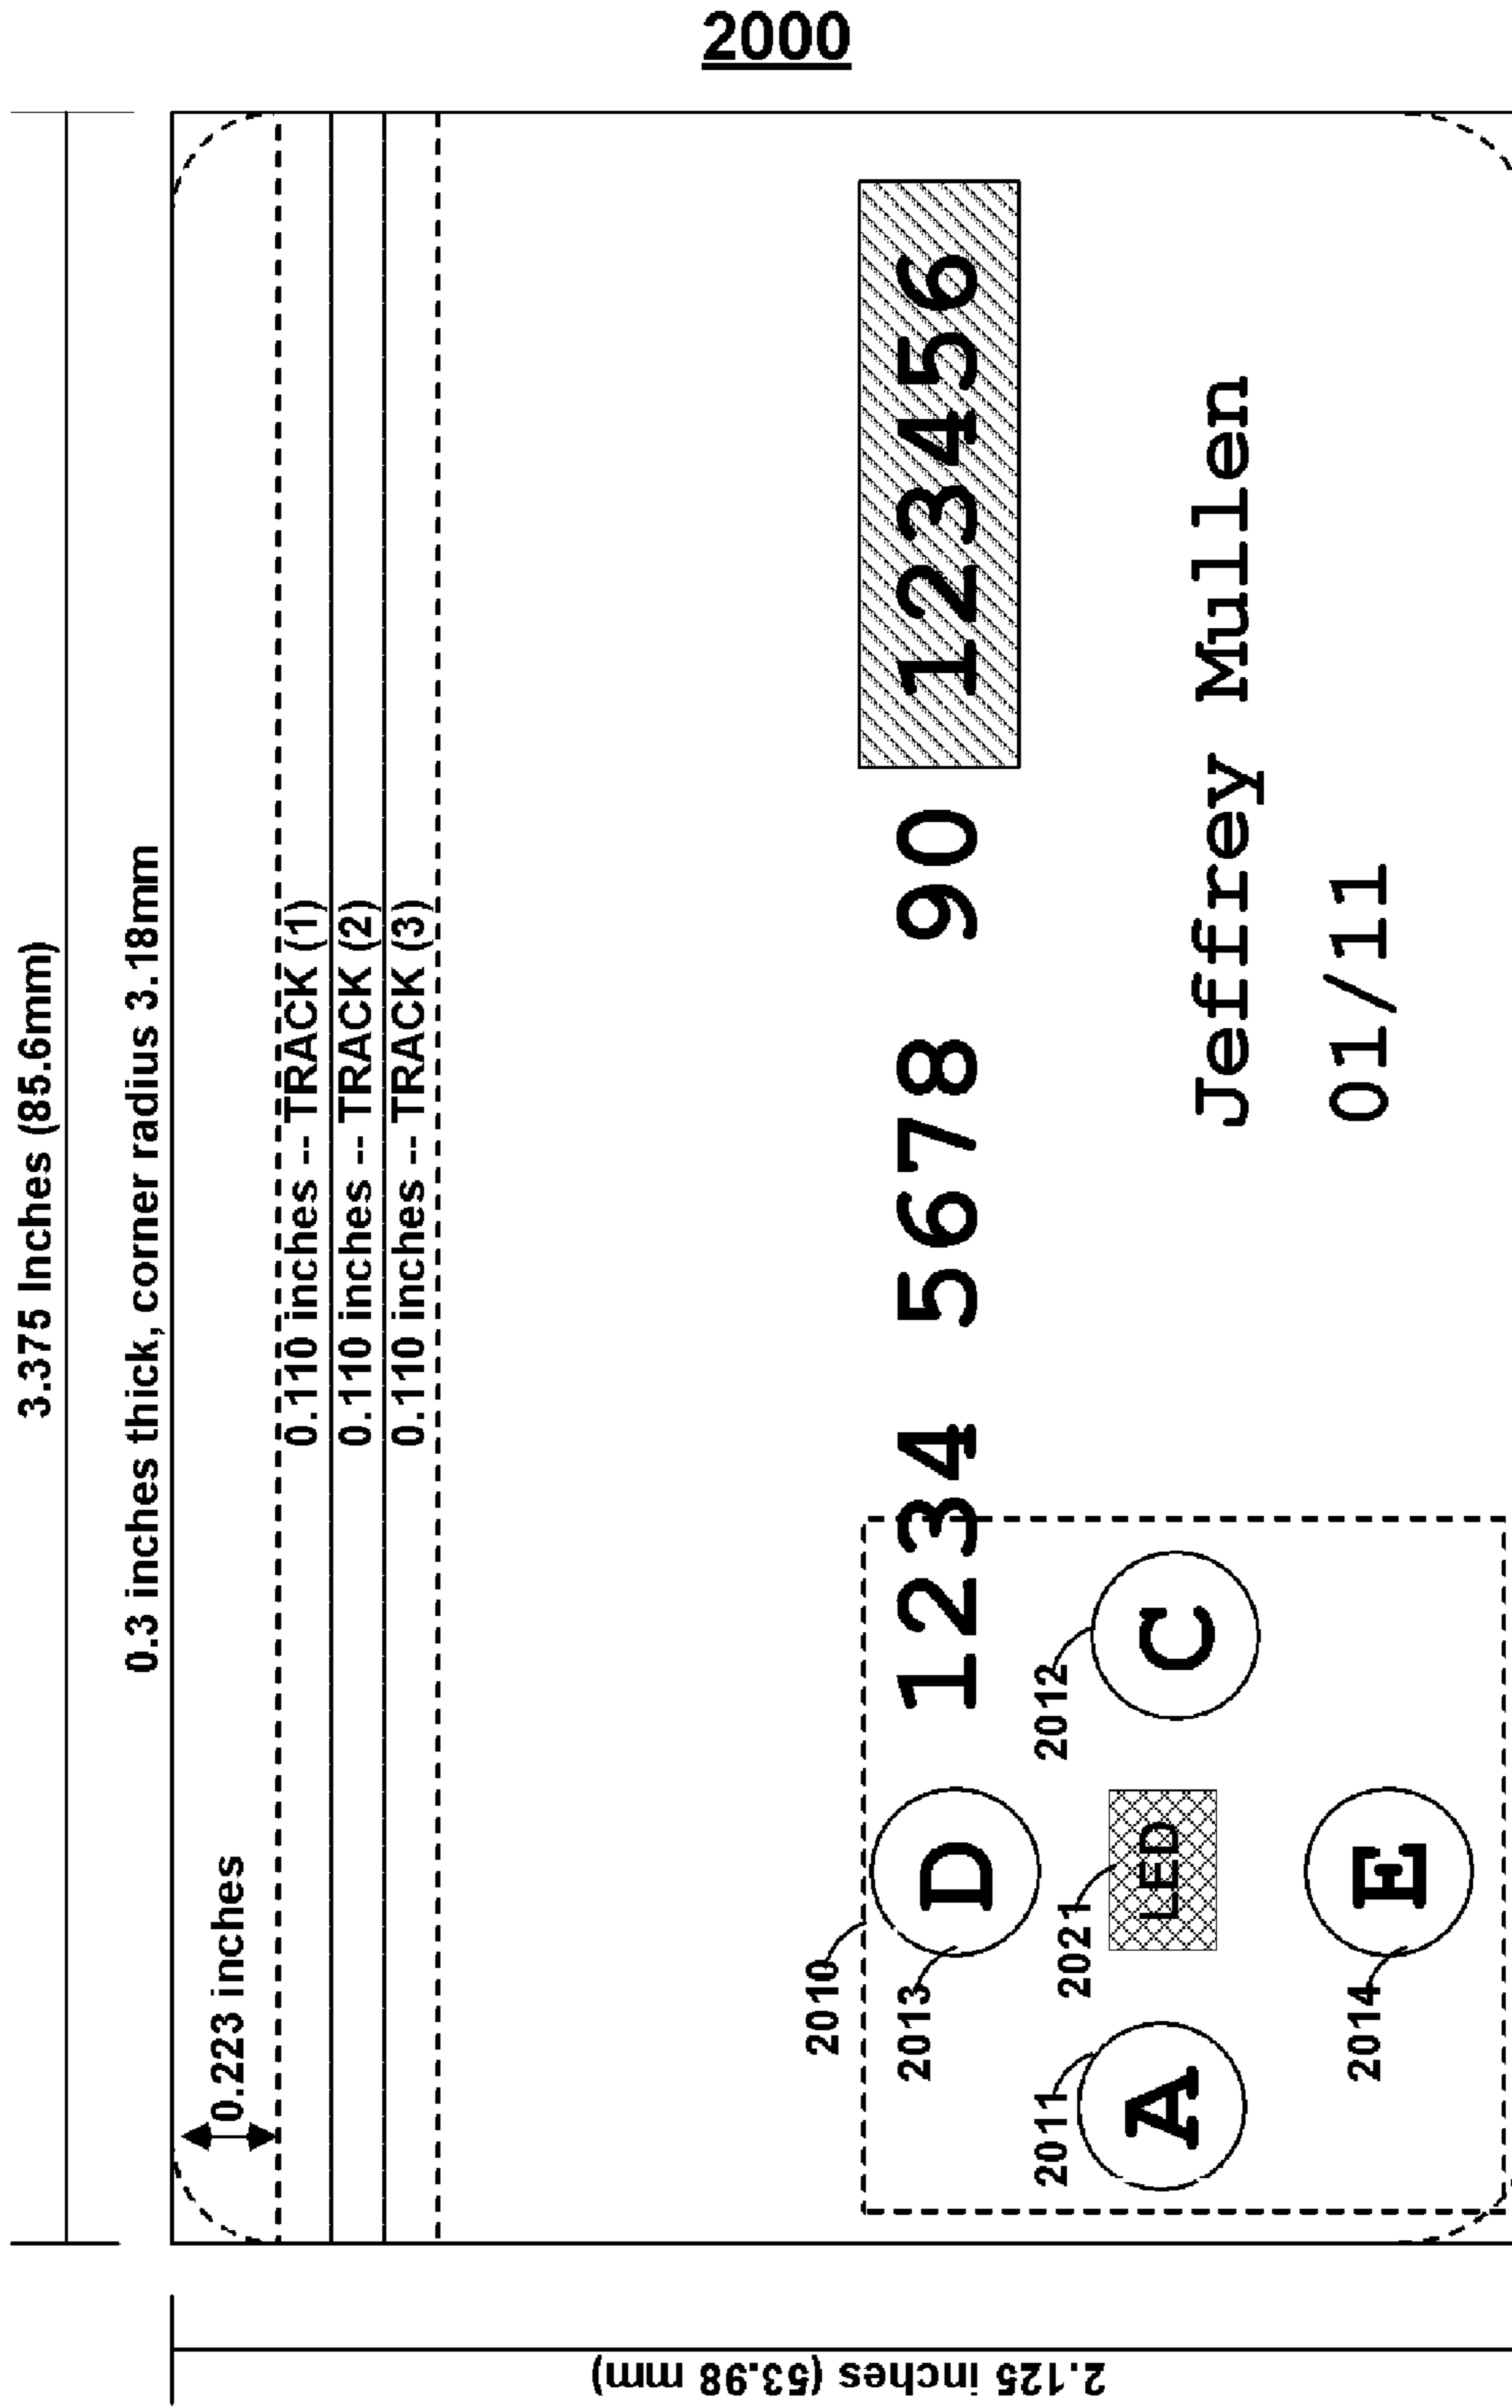 2000
3.375 Inches (85.6mm)
0.3 inches thick, corner radius 3.18mm
0.223 inches
0.110 inches -- TRACK (1)
0.110 inches -- TRACK (2)
0.110 inches -- TRACK (3)
2.125 inches (53.98 mm)
2010
2013
D
1234 5678 90 123456
2011
A
2021
LED
2012
C
Jeffrey Mullen
2014
E
01/11